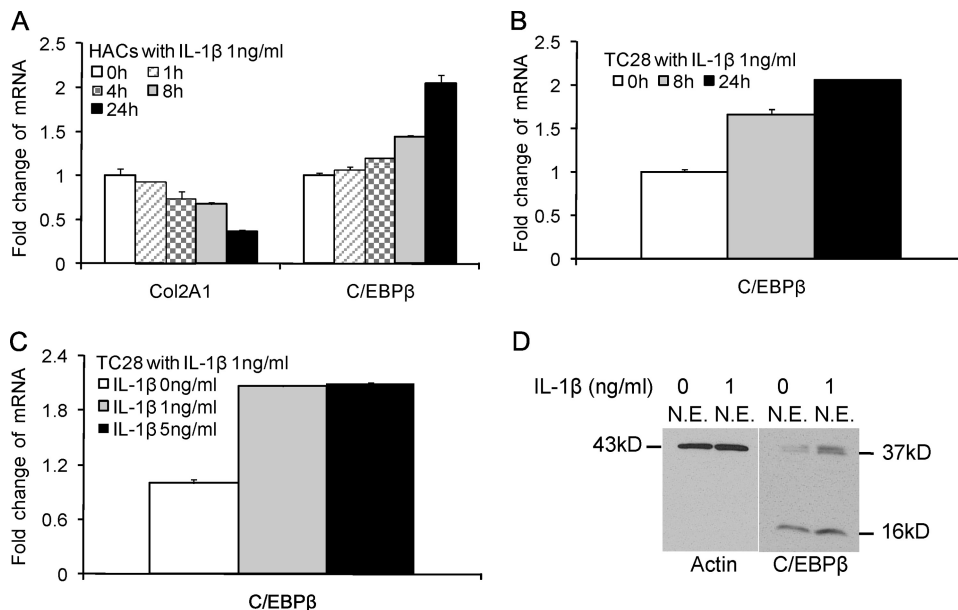 A
HACs with IL-1β 1ng/ml
0h 1h
4h 8h
24h
Fold change of mRNA
2.5
2
1.5
1
0.5
0
Col2A1 C/EBPβ
B
TC28 with IL-1β 1ng/ml
0h 8h 24h
Fold change of mRNA
2.5
2
1.5
1
0.5
0
C/EBPβ
C
TC28 with IL-1β 1ng/ml
IL-1β 0ng/ml
IL-1β 1ng/ml
IL-1β 5ng/ml
Fold change of mRNA
2.4
1.8
1.2
0.6
0
C/EBPβ
D
IL-1β (ng/ml) 0 1 0 1
N.E. N.E. N.E. N.E.
43kD
37kD
16kD
Actin C/EBPβ